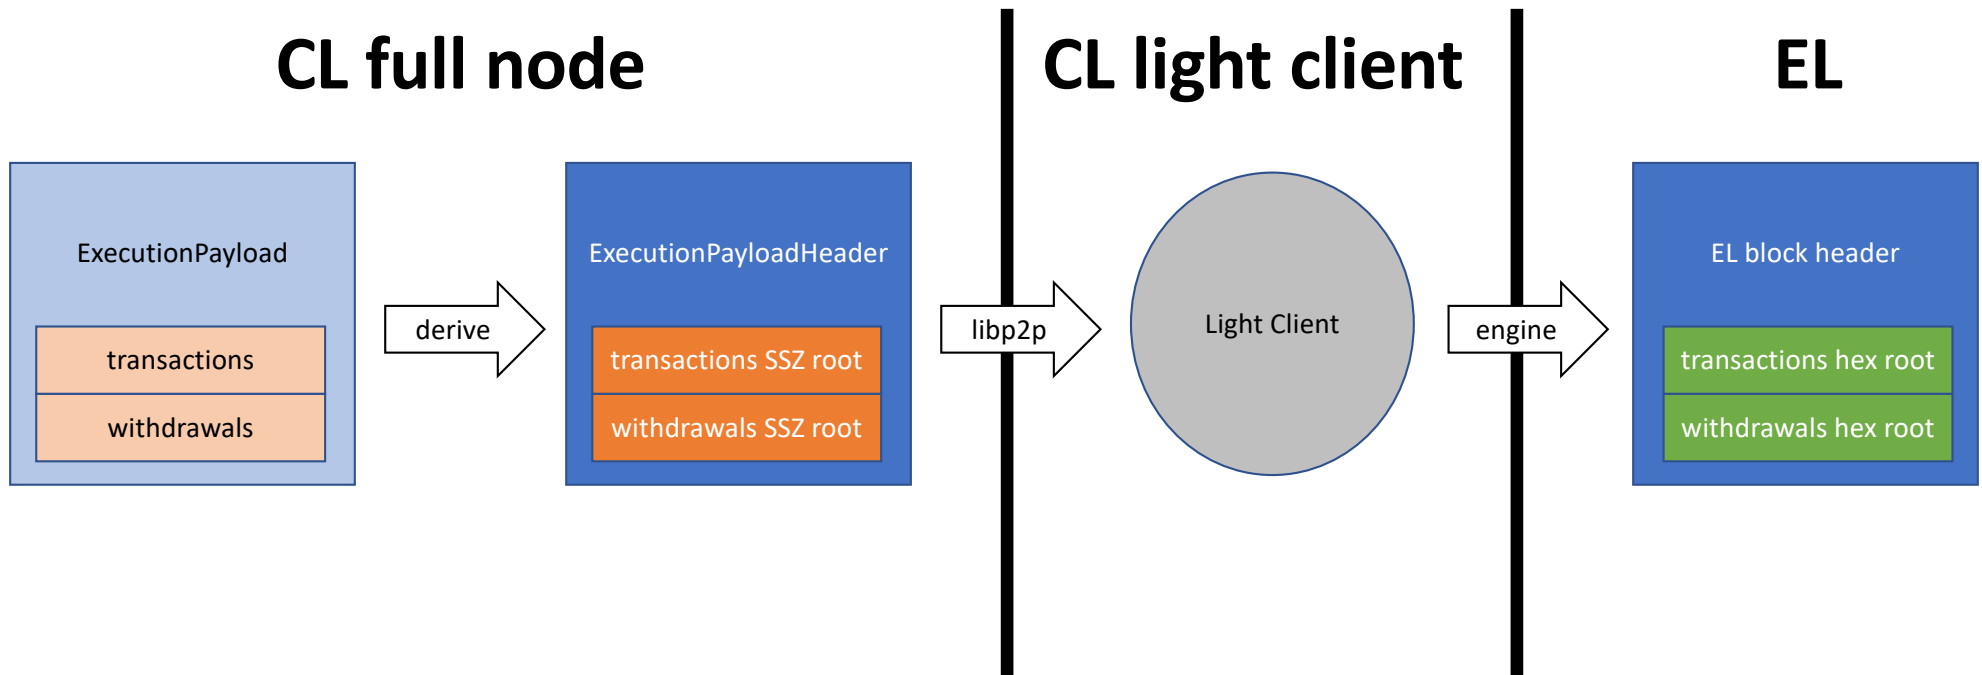 CL full node
CL light client
EL
ExecutionPayload
transactions
withdrawals
derive
ExecutionPayloadHeader
transactions SSZ root
withdrawals SSZ root
libp2p
Light Client
engine
EL block header
transactions hex root
withdrawals hex root